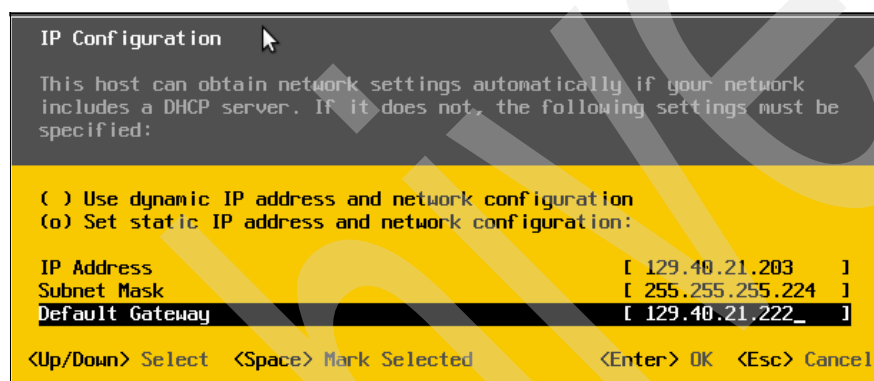 IP Configuration
This host can obtain network settings automatically if your network
includes a DHCP server. If it does not, the following settings must be
specified:
( ) Use dynamic IP address and network configuration
(o) Set static IP address and network configuration:
IP Address [ 129.40.21.203 ]
Subnet Mask [ 255.255.255.224 ]
Default Gateway [ 129.40.21.222_ ]
<Up/Down> Select <Space> Mark Selected <Enter> OK <Esc> Cancel